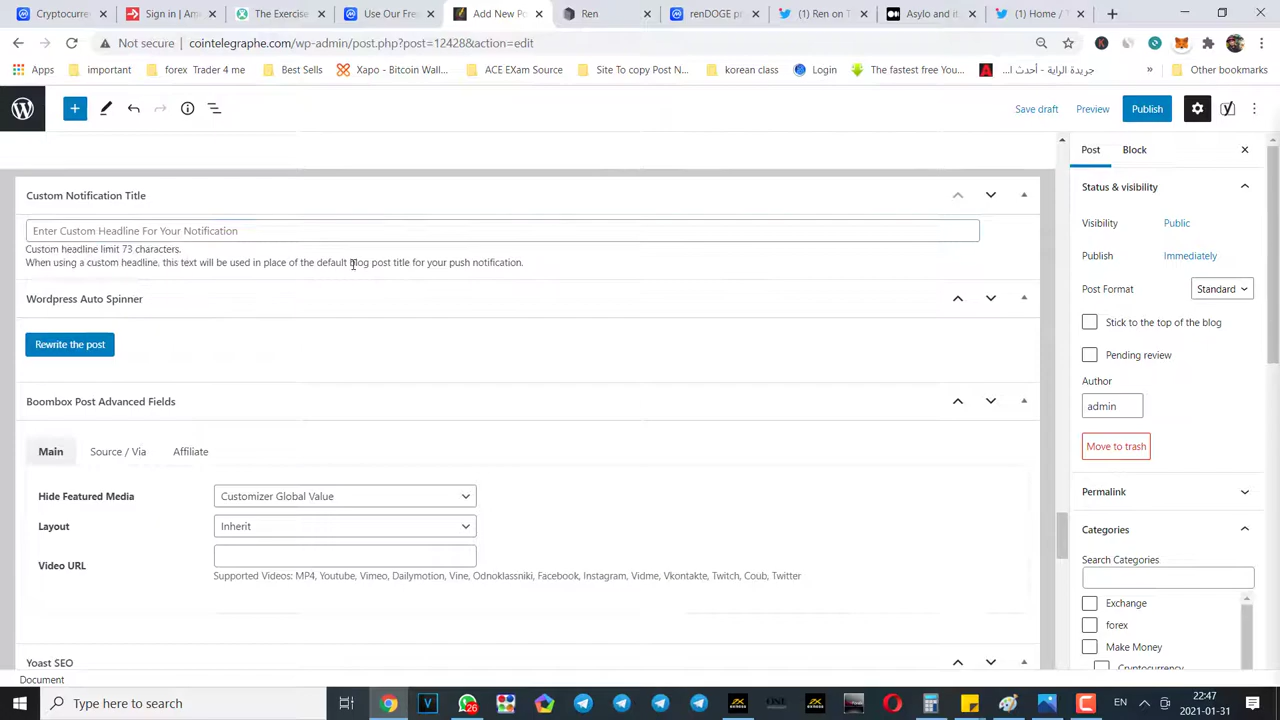 Cryptocurrenc
Sign in | Ang
The Exercise
Use Our Free
Add New Po
Ren
renDOGE pr
(1) Ren on T
Asylo and it
(1) Home / T
Not secure
cointelegraphe.com/wp-admin/post.php?post=12428&action=edit
Apps
important
forex Trader 4 me
Best Sells
Xapo - Bitcoin Wall...
ACE EXam Source
Site To copy Post N...
korean class
Login
The fastest free You...
جريدة الراية - أحدث ا...
Other bookmarks
Save draft
Preview
Publish
Custom Notification Title
Enter Custom Headline For Your Notification
Custom headline limit 73 characters.
When using a custom headline, this text will be used in place of the default blog post title for your push notification.
Wordpress Auto Spinner
Rewrite the post
Boombox Post Advanced Fields
Main
Source / Via
Affiliate
Hide Featured Media
Customizer Global Value
Layout
Inherit
Video URL
Supported Videos: MP4, Youtube, Vimeo, Dailymotion, Vine, Odnoklassniki, Facebook, Instagram, Vidme, Vkontakte, Twitch, Coub, Twitter
Yoast SEO
Document
Post
Block
Status & visibility
Visibility
Public
Publish
Immediately
Post Format
Standard
Stick to the top of the blog
Pending review
Author
admin
Move to trash
Permalink
Categories
Search Categories
Exchange
forex
Make Money
Cryptocurrency
Type here to search
26
EN
22:47
2021-01-31